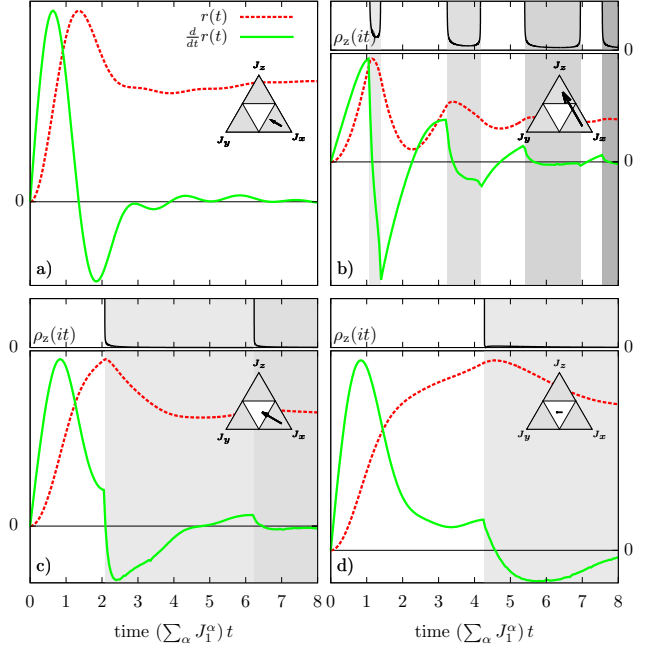 r(t)
d/dt r(t)
J_z
J_y J_x
0
a)
ρ_z(it)
0
J_z
J_y J_x
0
b)
ρ_z(it)
0
J_z
J_y J_x
0
c)
0 1 2 3 4 5 6 7 8
time (∑_α J_1^α) t
ρ_z(it)
0
J_z
J_y J_x
0
d)
0 1 2 3 4 5 6 7 8
time (∑_α J_1^α) t